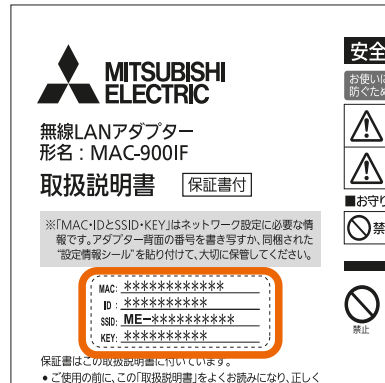 MITSUBISHI
ELECTRIC
無線LANアダプター
形名：MAC-900IF
取扱説明書 保証書付
※「MAC・IDとSSID・KEY」はネットワーク設定に必要な情
報です。アダプター背面の番号を書き写すか、同梱された
“設定情報シール”を貼り付けて、大切に保管してください。
MAC: ************
ID : **********
SSID: ME-**********
KEY: **********
保証書はこの取扱説明書に付いています。
•ご使用の前に、この「取扱説明書」をよくお読みになり、正しく
安全
お使いに
防ぐため
■お守り
禁
禁止